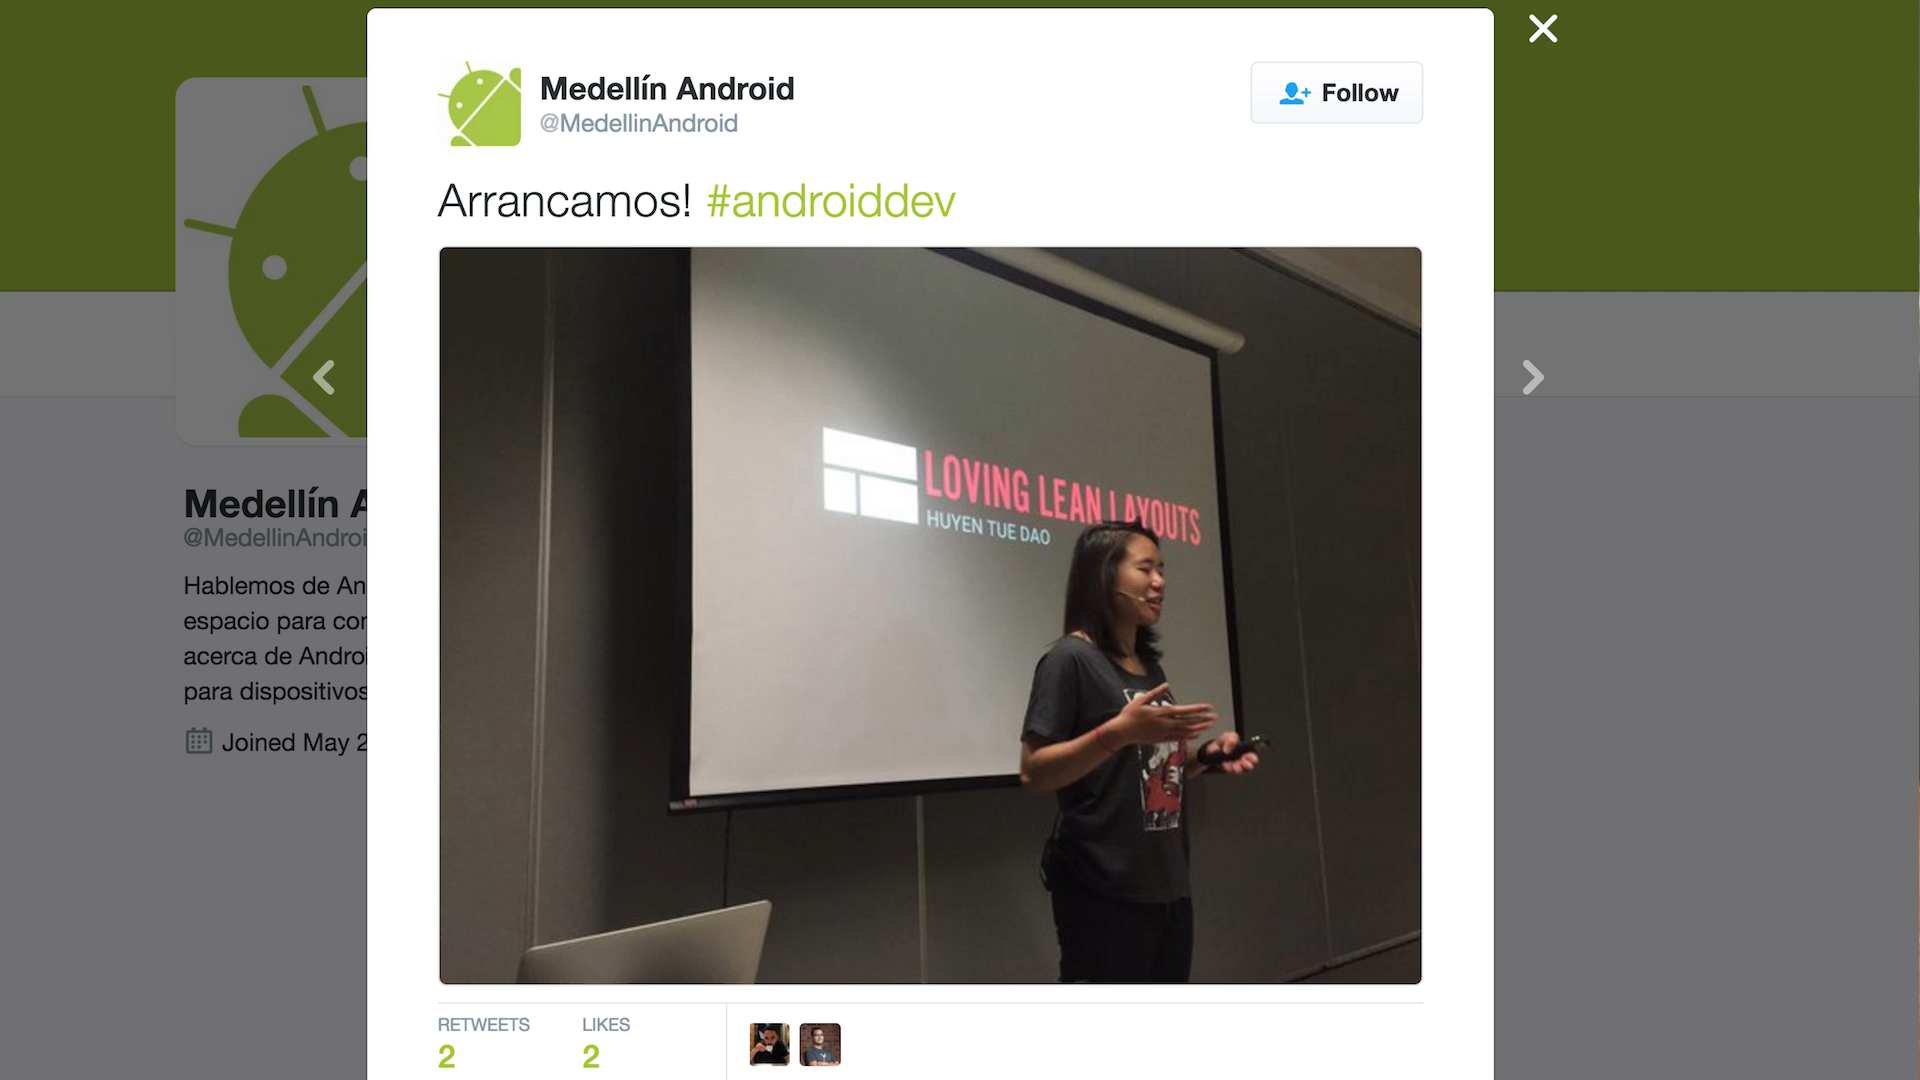 Medellín Android
@MedellinAndroid
Follow
Arrancamos! #androiddev
LOVING LEAN LAYOUTS
HUYEN TUE DAO
Medellín A
@MedellinAndroi
Hablemos de An
espacio para cor
acerca de Androi
para dispositivos
Joined May 2
RETWEETS
2
LIKES
2